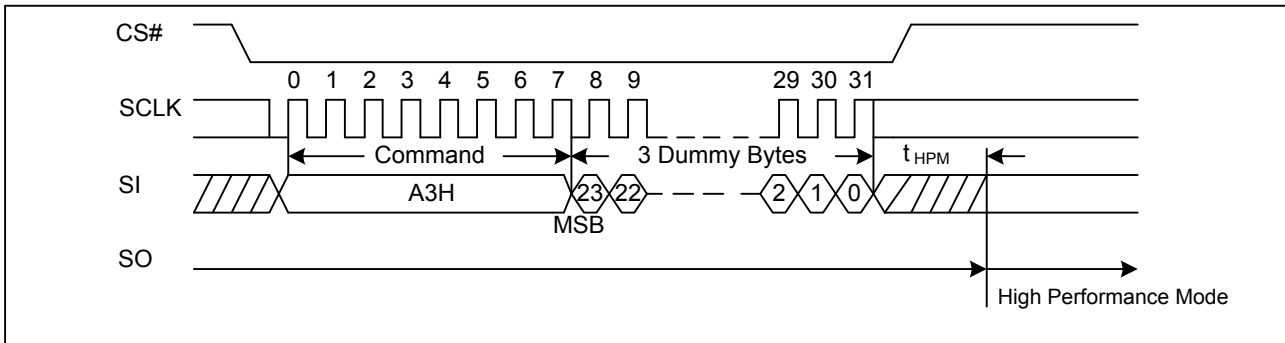 CS#
0 1 2 3 4 5 6 7 8 9 29 30 31
SCLK
Command 3 Dummy Bytes tHPM
SI A3H 23 22 2 1 0
MSB
SO
High Performance Mode